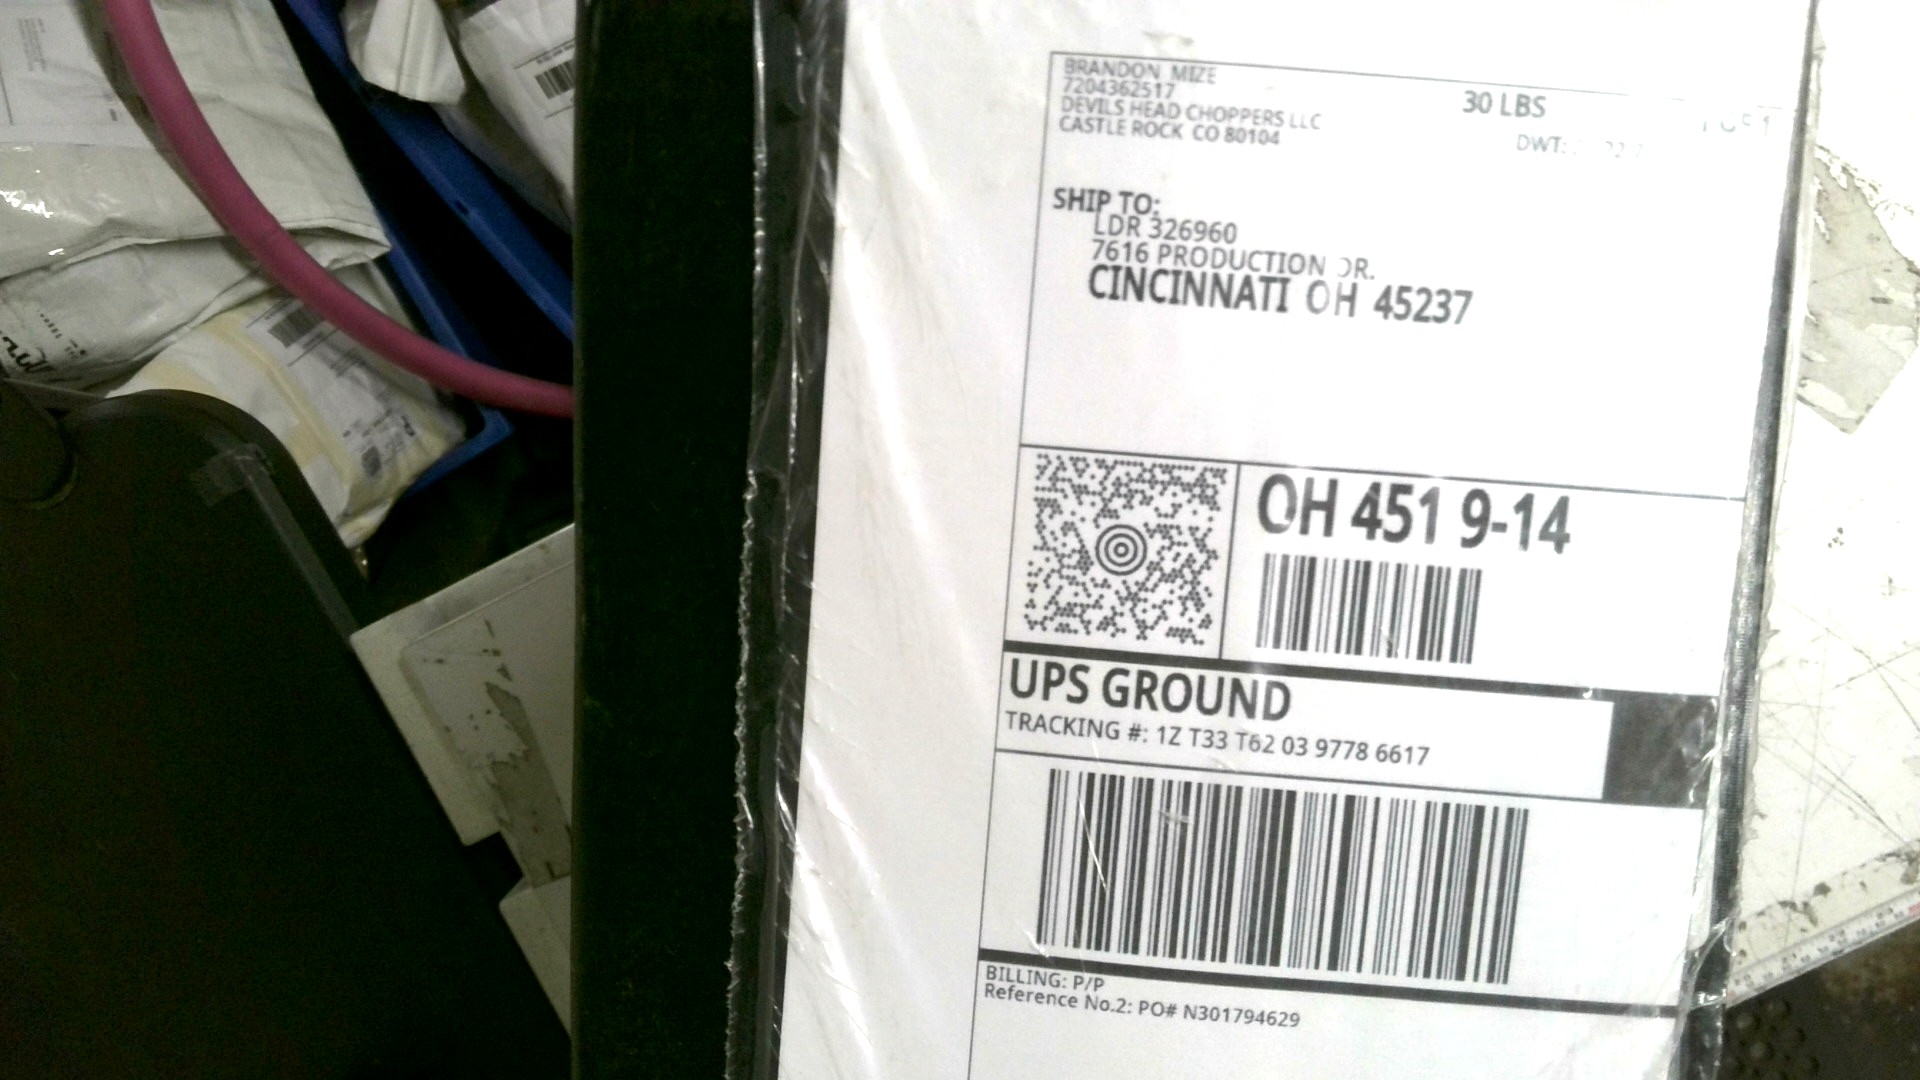 BRANDON MIZE
7204362517
DEVILS HEAD CHOPPERS LLC
CASTLE ROCK CO 80104
30 LBS
DWT:
SHIP TO:
LDR 326960
7616 PRODUCTION DR.
CINCINNATI OH 45237
OH 451 9-14
UPS GROUND
TRACKING #: 1Z T33 T62 03 9778 6617
BILLING: P/P
Reference No.2: PO# N301794629